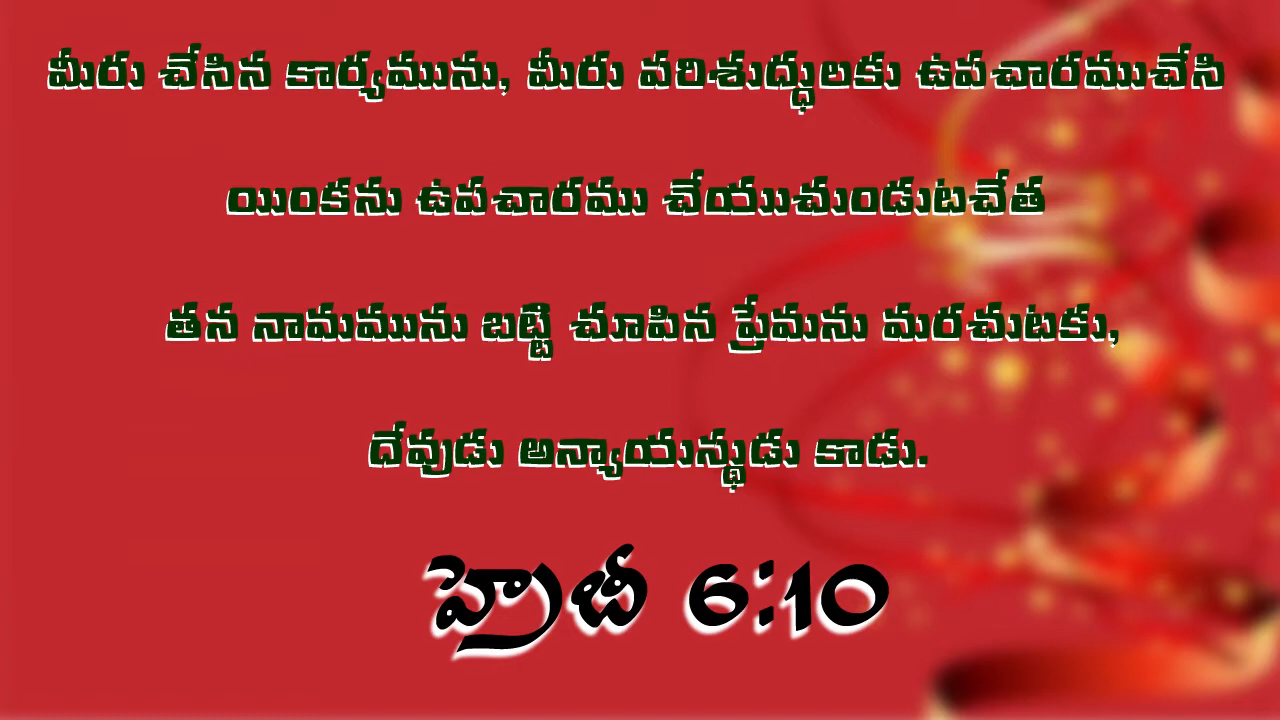 మీరు చేసిన కార్యమును, మీరు పరిశుద్ధులకు ఉపచారముచేసి
యింకను ఉపచారము చేయుచుండుటచేత
తన నామమును బట్టి చూపిన ప్రేమను మరచుటకు,
దేవుడు అన్యాయస్థుడు కాడు.
హెబ్రీ 6:10